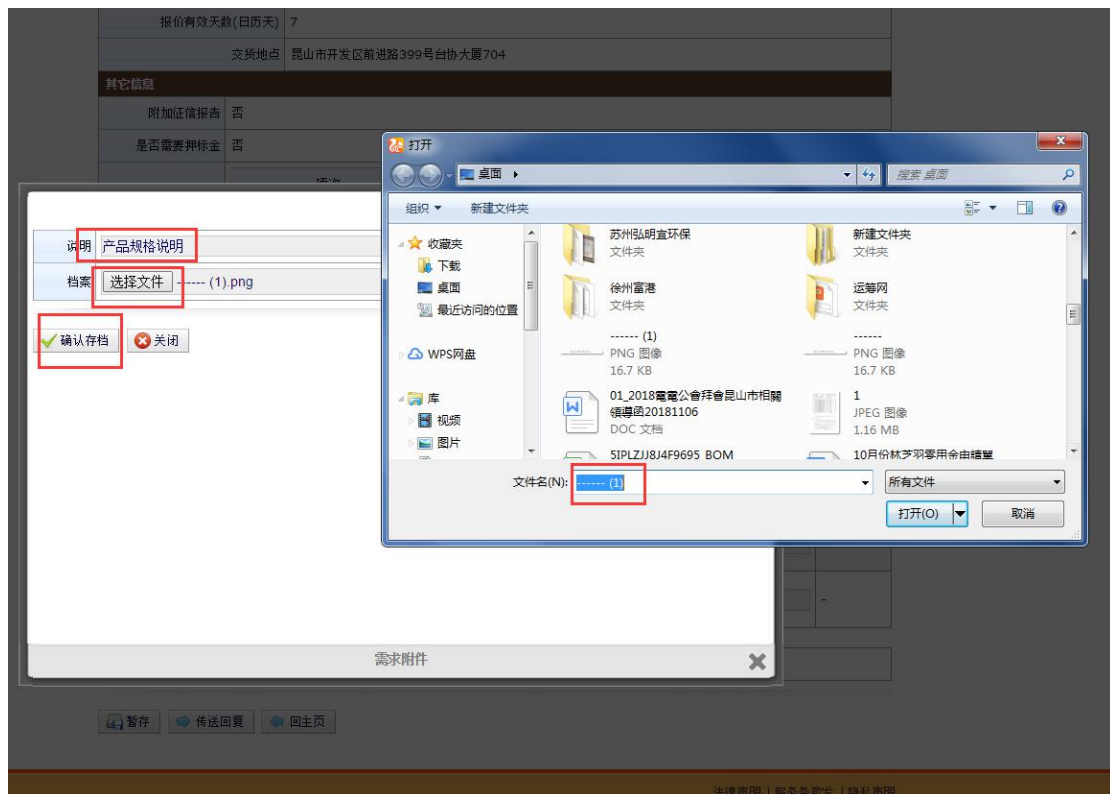 报价有效天数(日历天) 7
交货地点 昆山市开发区前进路399号台协大厦704
其它信息
附加征信报告 否
是否需要押标金 否
项次
说明 产品规格说明
档案 选择文件 ------ (1).png
确认存档 关闭
打开
桌面
搜索 桌面
组织 新建文件夹
收藏夹
下载
桌面
最近访问的位置
WPS网盘
库
视频
图片
苏州弘明宜环保
文件夹
新建文件夹
文件夹
徐州富港
文件夹
运筹网
文件夹
------ (1)
PNG 图像
16.7 KB
------
PNG 图像
16.7 KB
01_2018電電公會拜會昆山市相關
領導函20181106
DOC 文档
1
JPEG 图像
1.16 MB
5IPLZJJ8J4F9695 BOM
10月份林芝羽零用金申請單
文件名(N): ------ (1)
所有文件
打开(O) 取消
-
需求附件
暂存 传送回覆 回主页